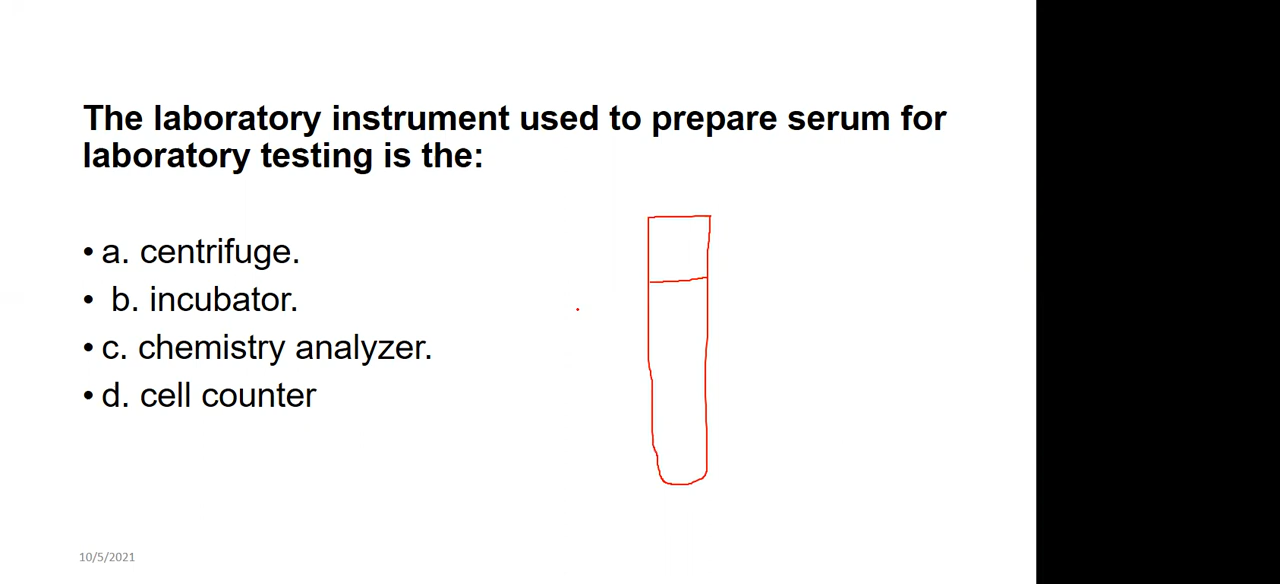 The laboratory instrument used to prepare serum for
laboratory testing is the:
• a. centrifuge.
• b. incubator.
• c. chemistry analyzer.
• d. cell counter
10/5/2021